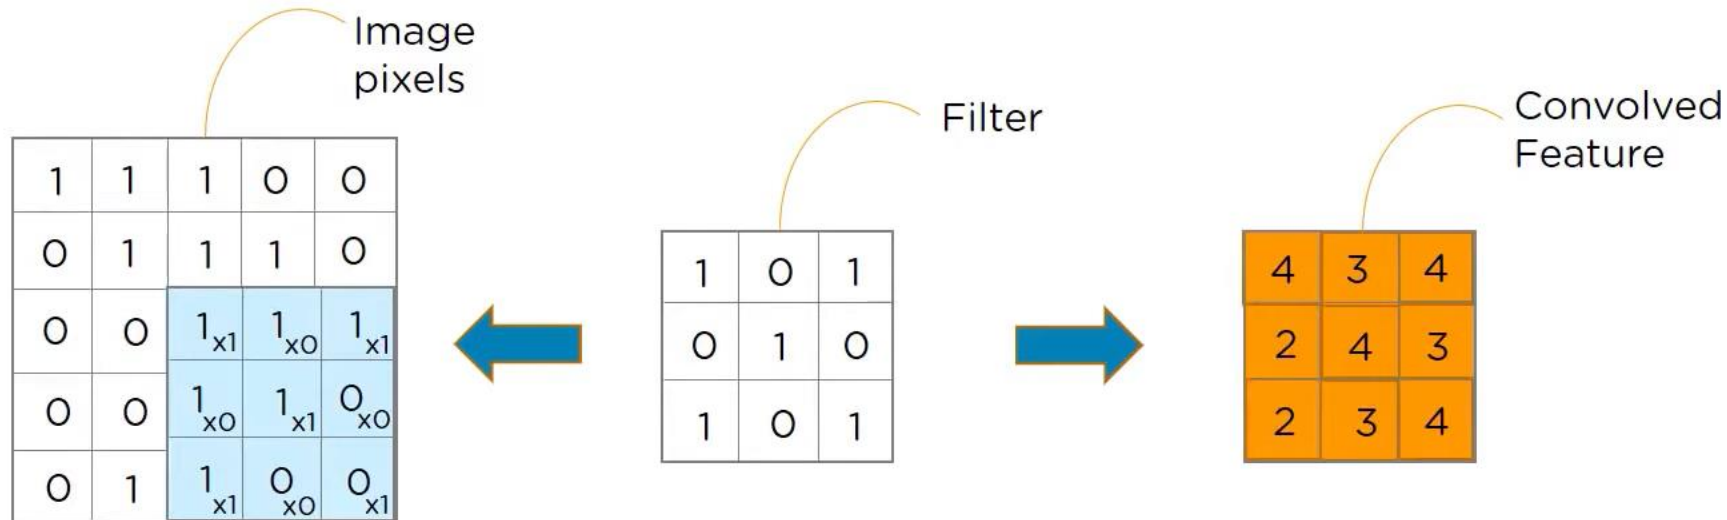 Image
pixels
Filter
Convolved
Feature
1 1 1 0 0
0 1 1 1 0
0 0 1x1 1x0 1x1
0 0 1x0 1x1 0x0
0 1 1x1 0x0 0x1
1 0 1
0 1 0
1 0 1
4 3 4
2 4 3
2 3 4